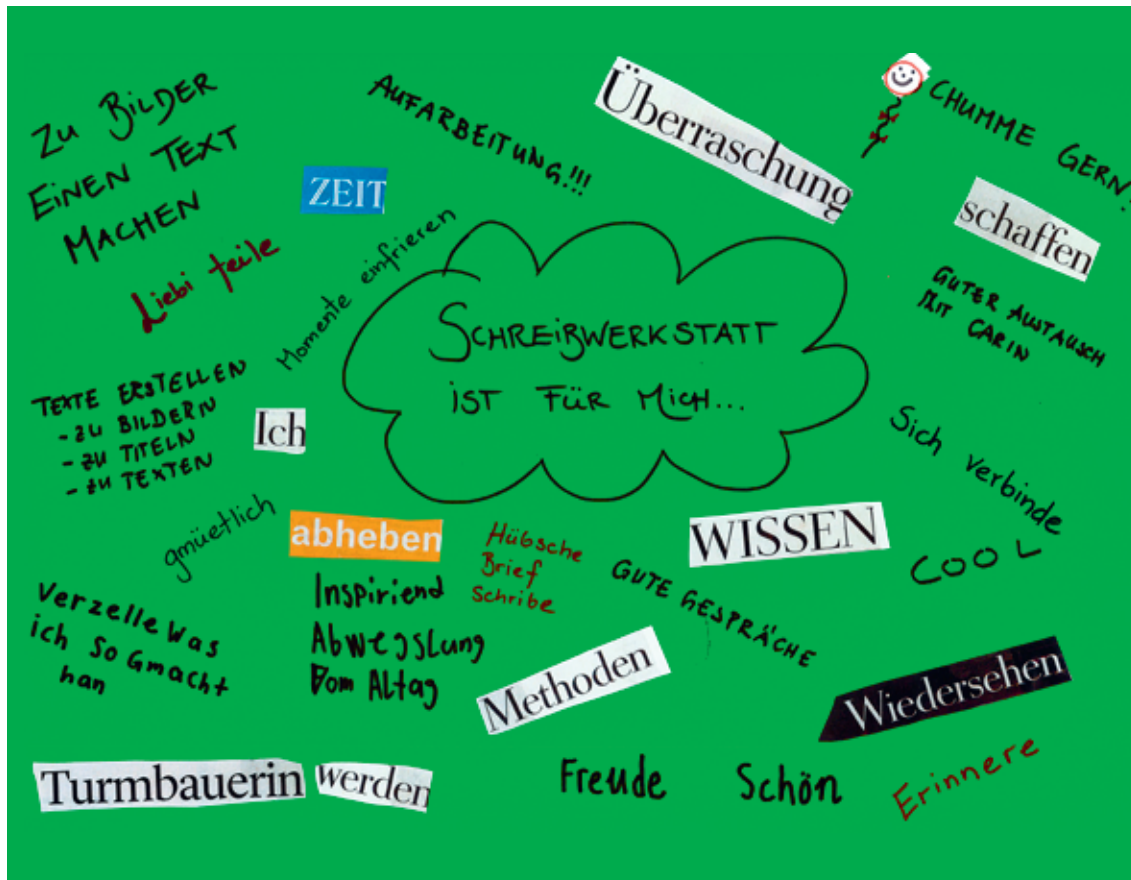 Zu BILDER
EINEN TEXT
MACHEN
AUFARBEITUNG!!!
Überraschung
CHUMME GERN!
ZEIT
schaffen
Liebi teile
Momente einfrieren
SCHREIBWERKSTATT
IST FÜR MICH...
GUTER AUSTAUSCH
MIT CARIN
TEXTE ERSTELLEN
- ZU BILDERN
- ZU TITELN
- ZU TEXTEN
Ich
Sich verbinde
gmüetlich
abheben
Hübsche
Brief
Schribe
WISSEN
COOL
Inspiriend
Abwegslung
Vom Altag
GUTE GESPRÄCHE
Verzelle Was
ich So Gmacht
han
Methoden
Wiedersehen
Turmbauerin werden
Freude
Schön
Erinnere